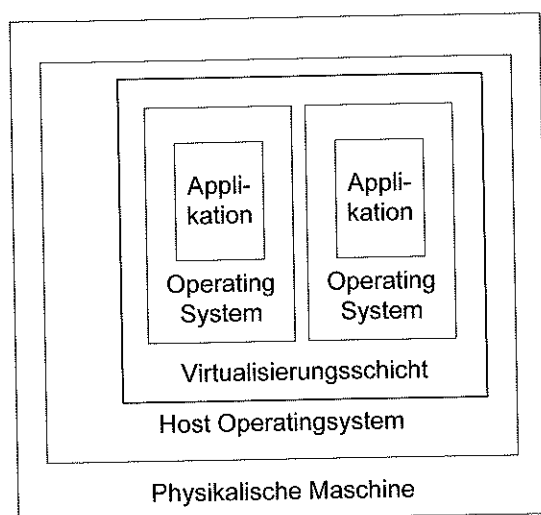 Appli-
kation
Appli-
kation
Operating
System
Operating
System
Virtualisierungsschicht
Host Operatingsystem
Physikalische Maschine